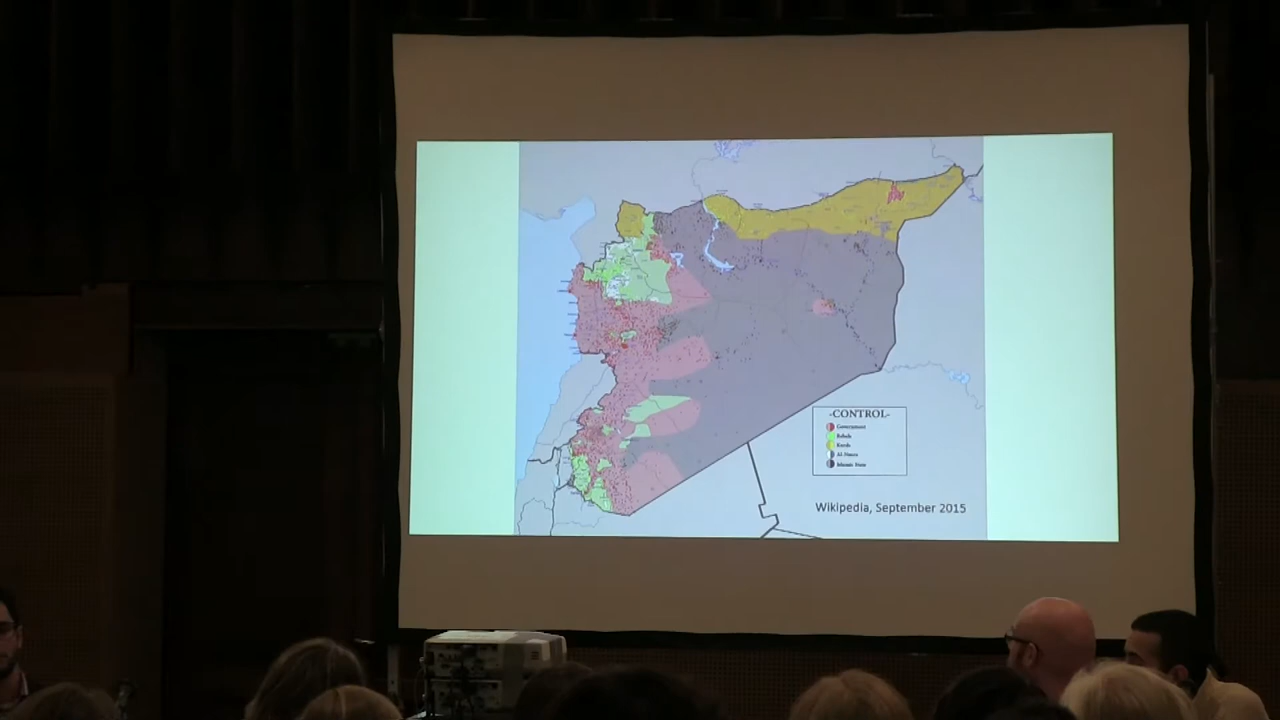 -CONTROL-
Government
Rebels
Kurds
Al-Nusra
Islamic State
Wikipedia, September 2015